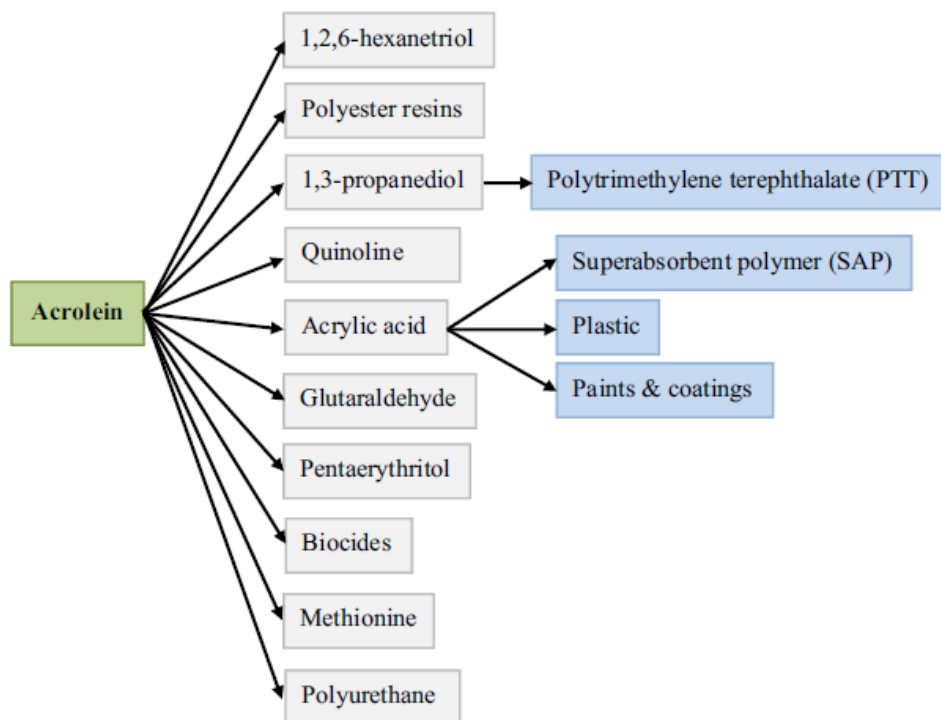 1,2,6-hexanetriol
Polyester resins
1,3-propanediol
Polytrimethylene terephthalate (PTT)
Quinoline
Superabsorbent polymer (SAP)
Acrolein
Acrylic acid
Plastic
Glutaraldehyde
Paints & coatings
Pentaerythritol
Biocides
Methionine
Polyurethane